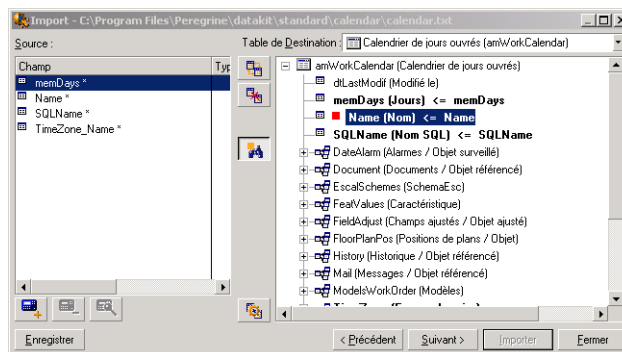 Import - C:\Program Files\Peregrine\datakit\standard\calendar\calendar.txt
Source :
Table de Destination : Calendrier de jours ouvrés (amWorkCalendar)
Champ Typ
memDays *
Name *
SQLName *
TimeZone_Name *
amWorkCalendar (Calendrier de jours ouvrés)
dtLastModif (Modifié le)
memDays (Jours) <= memDays
Name (Nom) <= Name
SQLName (Nom SQL) <= SQLName
DateAlarm (Alarmes / Objet surveillé)
Document (Documents / Objet référencé)
EscalSchemes (SchemaEsc)
FeatValues (Caractéristique)
FieldAdjust (Champs ajustés / Objet ajusté)
FloorPlanPos (Positions de plans / Objet)
History (Historique / Objet référencé)
Mail (Messages / Objet référencé)
ModelsWorkOrder (Modèles)
Enregistrer
< Précédent
Suivant >
Importer
Fermer